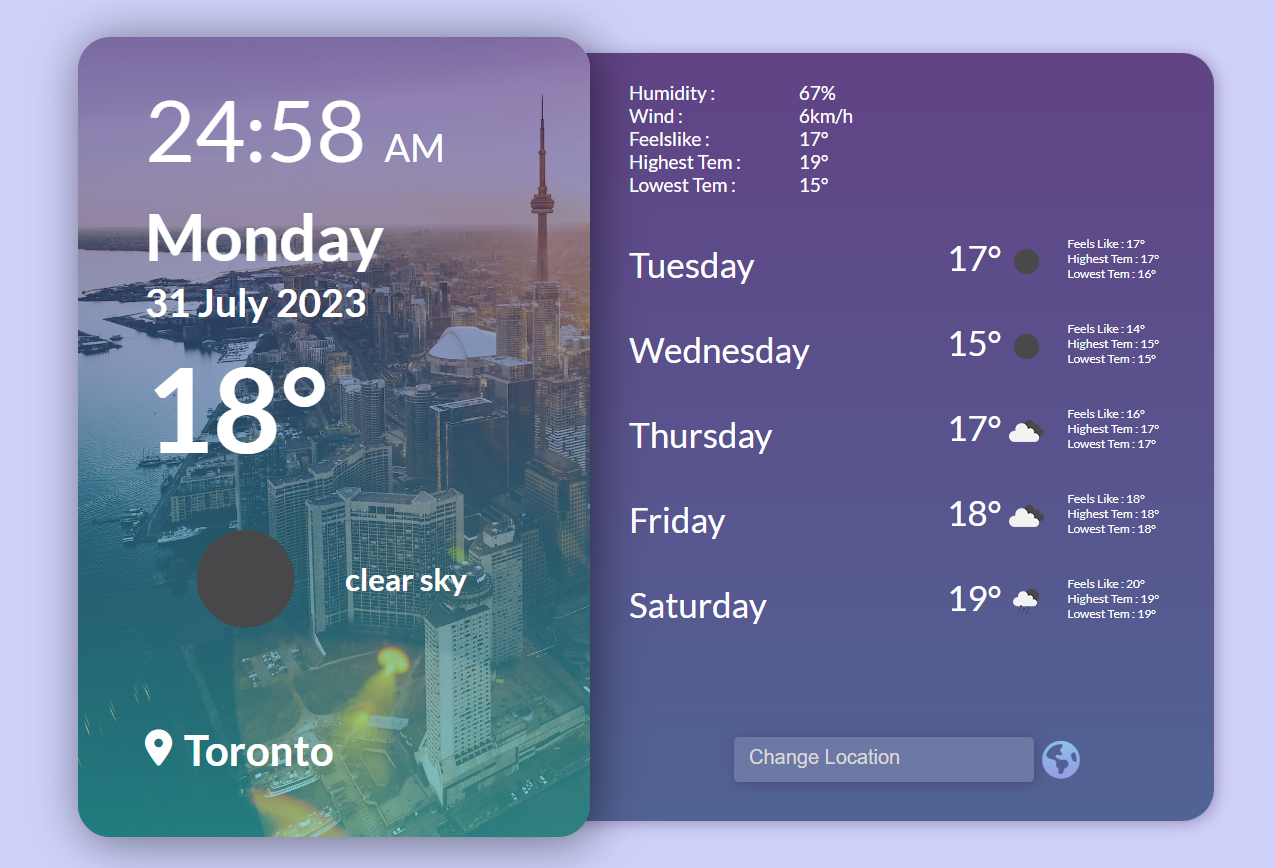 24:58 AM
Monday
31 July 2023
18°
clear sky
Toronto
Humidity : 67%
Wind : 6km/h
Feelslike : 17°
Highest Tem : 19°
Lowest Tem : 15°
Tuesday 17°
Feels Like : 17°
Highest Tem : 17°
Lowest Tem : 16°
Wednesday 15°
Feels Like : 14°
Highest Tem : 15°
Lowest Tem : 15°
Thursday 17°
Feels Like : 16°
Highest Tem : 17°
Lowest Tem : 17°
Friday 18°
Feels Like : 18°
Highest Tem : 18°
Lowest Tem : 18°
Saturday 19°
Feels Like : 20°
Highest Tem : 19°
Lowest Tem : 19°
Change Location